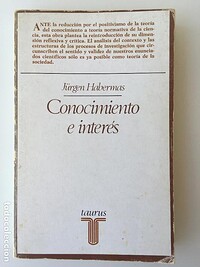 ANTE la reducción por el positivismo de la teoría
del conocimiento a teoría normativa de la cien-
cia, esta obra plantea la reintroducción de su dimen-
sión reflexiva y crítica. El análisis del contexto y las
estructuras de los procesos de investigación que cir-
cunscriben el sentido y validez de nuestros enuncia-
dos científicos sólo es ya posible como teoría de la
sociedad.
Jürgen Habermas
Conocimiento
e interés
taurus
todocoleccion